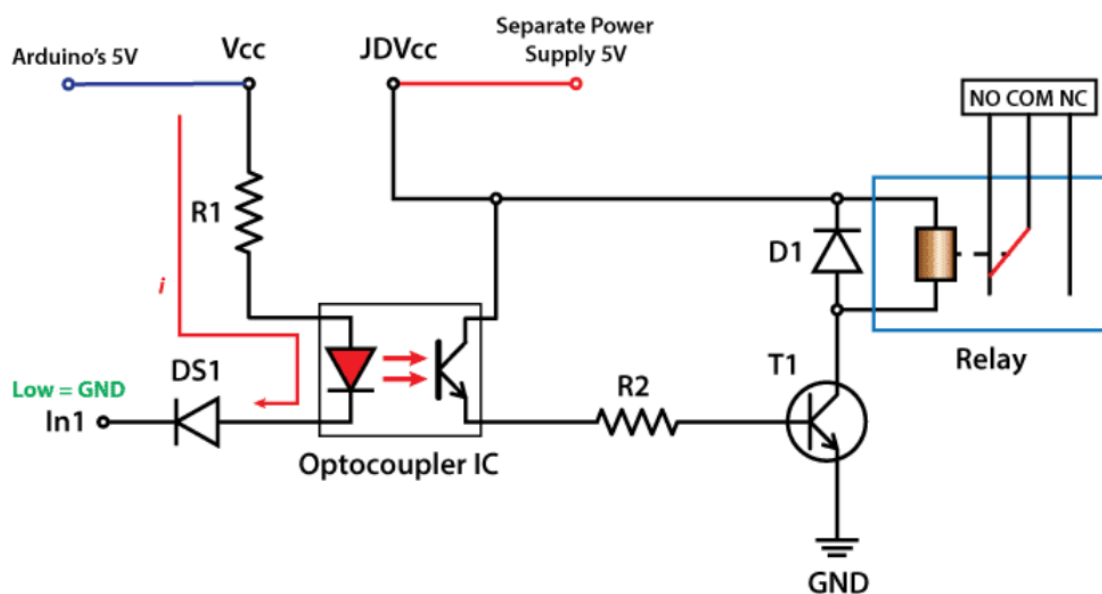 Arduino's 5V
Vcc
JDVcc
Separate Power
Supply 5V
NO COM NC
R1
D1
i
Relay
DS1
T1
R2
Low = GND
In1
Optocoupler IC
GND